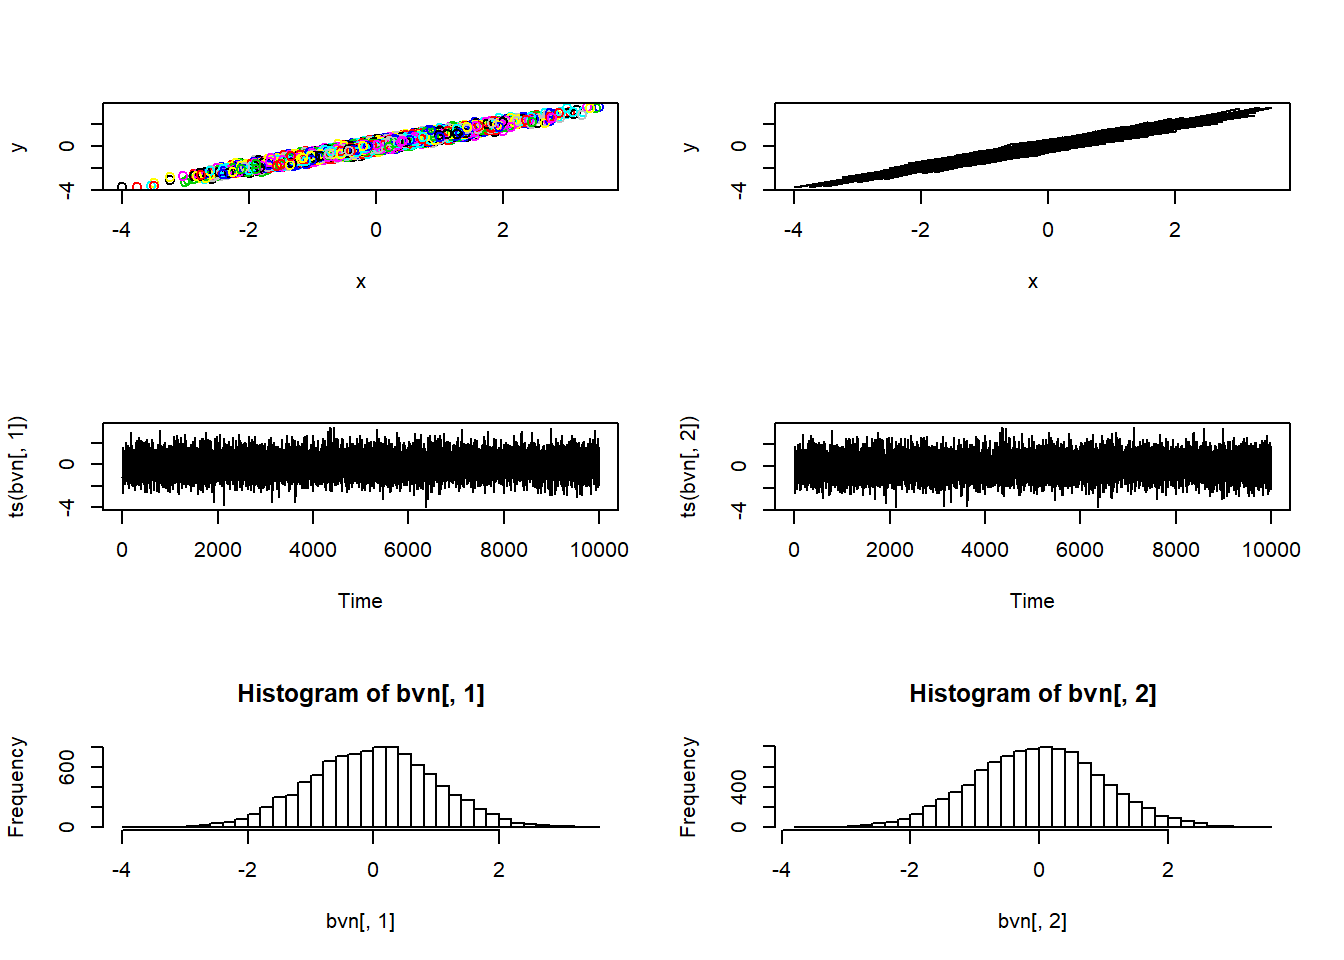 y
0
-4
-4 -2 0 2
x
y
0
-4
-4 -2 0 2
x
ts(bvn[, 1])
0
-4
0 2000 4000 6000 8000 10000
Time
ts(bvn[, 2])
0
-4
0 2000 4000 6000 8000 10000
Time
Histogram of bvn[, 1]
Frequency
600
0
-4 -2 0 2
bvn[, 1]
Histogram of bvn[, 2]
Frequency
400
0
-4 -2 0 2
bvn[, 2]